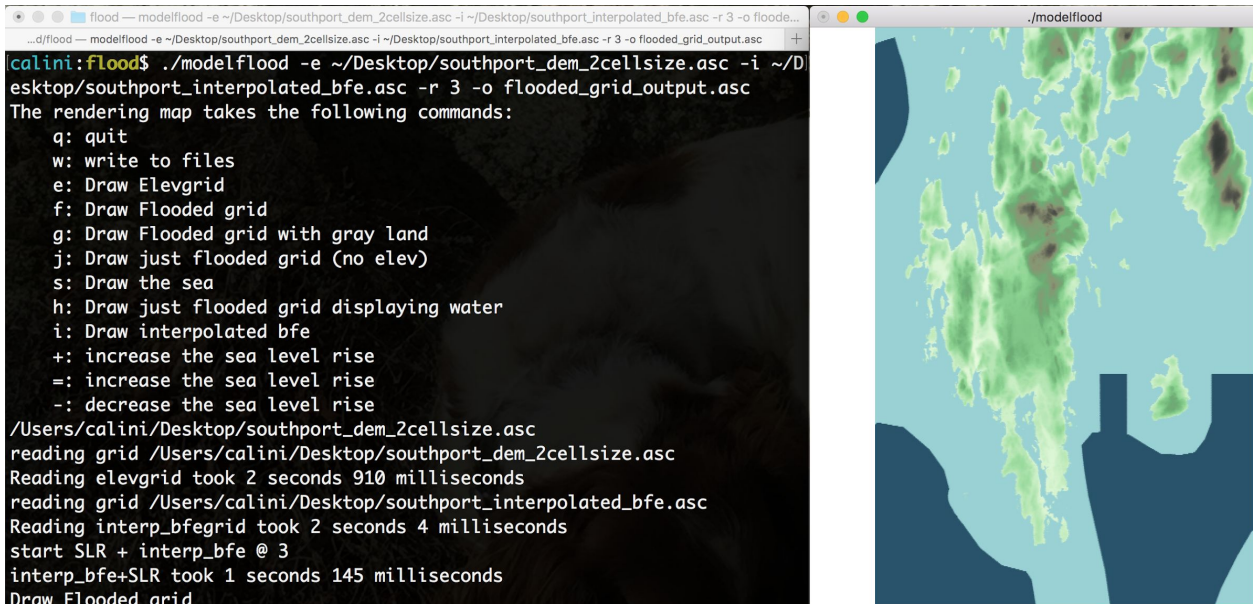 flood — modelflood -e ~/Desktop/southport_dem_2cellsize.asc -i ~/Desktop/southport_interpolated_bfe.asc -r 3 -o floode...
...d/flood — modelflood -e ~/Desktop/southport_dem_2cellsize.asc -i ~/Desktop/southport_interpolated_bfe.asc -r 3 -o flooded_grid_output.asc +
[calini:flood$ ./modelflood -e ~/Desktop/southport_dem_2cellsize.asc -i ~/D]
esktop/southport_interpolated_bfe.asc -r 3 -o flooded_grid_output.asc
The rendering map takes the following commands:
q: quit
w: write to files
e: Draw Elevgrid
f: Draw Flooded grid
g: Draw Flooded grid with gray land
j: Draw just flooded grid (no elev)
s: Draw the sea
h: Draw just flooded grid displaying water
i: Draw interpolated bfe
+: increase the sea level rise
=: increase the sea level rise
-: decrease the sea level rise
/Users/calini/Desktop/southport_dem_2cellsize.asc
reading grid /Users/calini/Desktop/southport_dem_2cellsize.asc
Reading elevgrid took 2 seconds 910 milliseconds
reading grid /Users/calini/Desktop/southport_interpolated_bfe.asc
Reading interp_bfegrid took 2 seconds 4 milliseconds
start SLR + interp_bfe @ 3
interp_bfe+SLR took 1 seconds 145 milliseconds
Draw Flooded grid
./modelflood